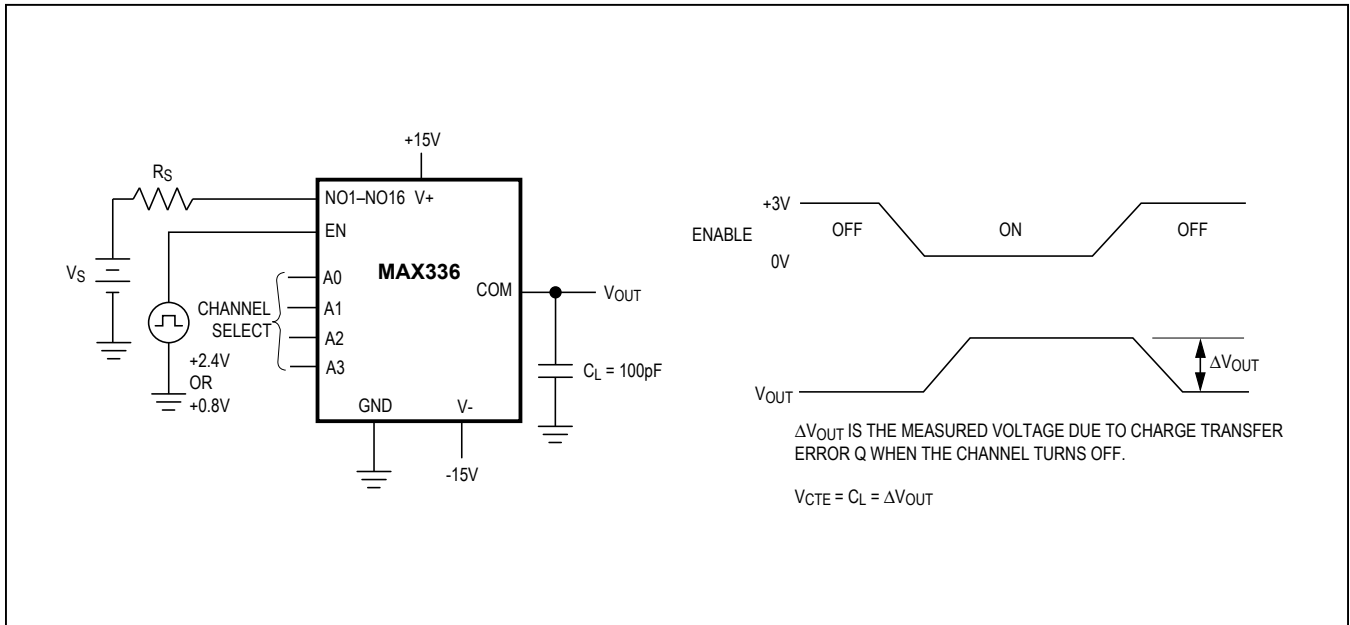 +15V
RS
NO1–NO16 V+
EN
VS
MAX336
A0
A1
A2
A3
CHANNEL
SELECT
COM
VOUT
+2.4V
OR
+0.8V
CL = 100pF
GND
V-
-15V
+3V
ENABLE
0V
OFF
ON
OFF
VOUT
ΔVOUT
ΔVOUT IS THE MEASURED VOLTAGE DUE TO CHARGE TRANSFER
ERROR Q WHEN THE CHANNEL TURNS OFF.
VCTE = CL = ΔVOUT